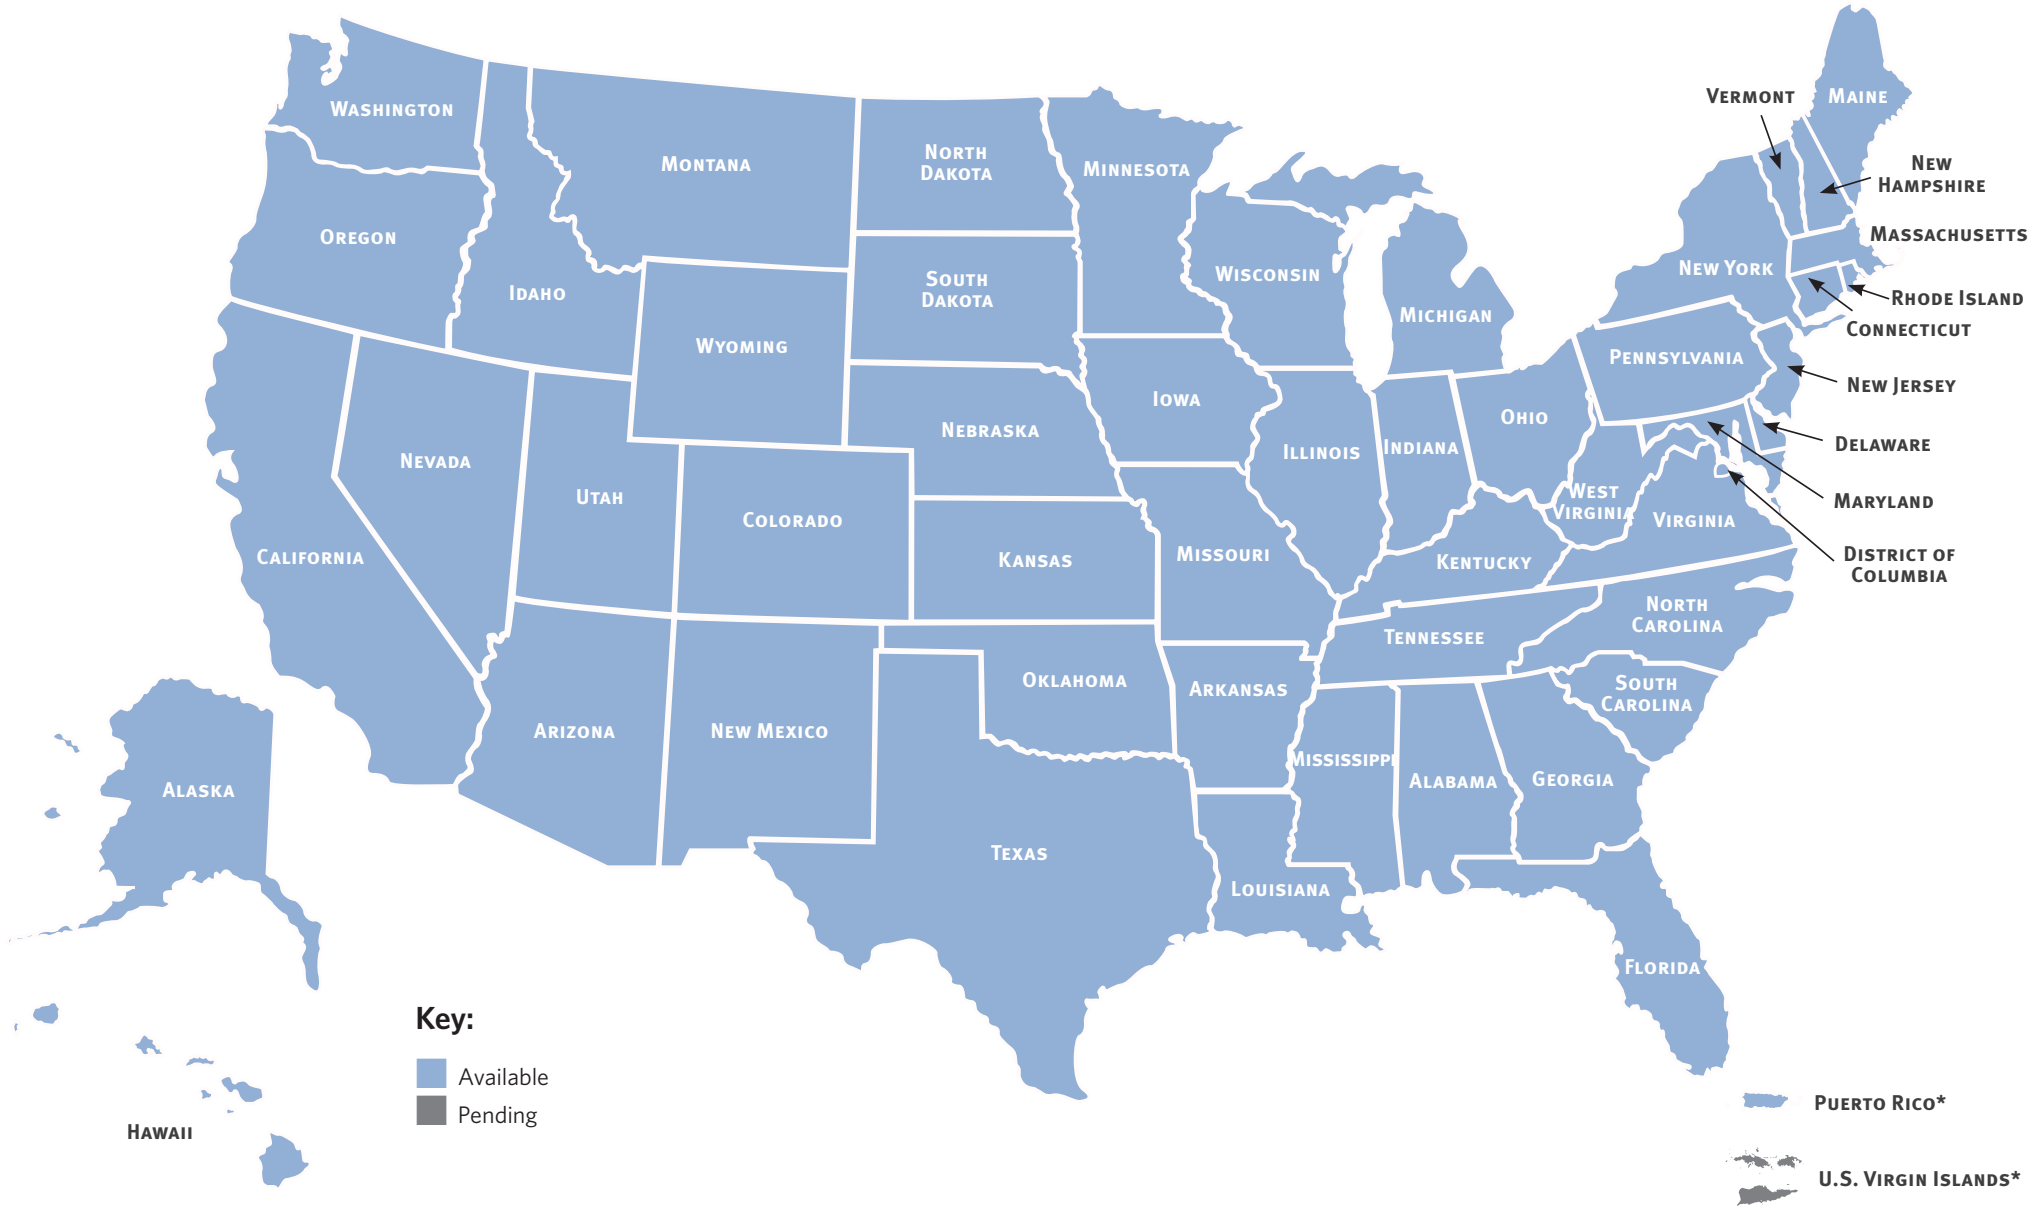 WASHINGTON
OREGON
CALIFORNIA
NEVADA
IDAHO
MONTANA
WYOMING
UTAH
COLORADO
ARIZONA
NEW MEXICO
NORTH
DAKOTA
SOUTH
DAKOTA
NEBRASKA
KANSAS
OKLAHOMA
TEXAS
MINNESOTA
IOWA
MISSOURI
ARKANSAS
LOUISIANA
WISCONSIN
ILLINOIS
MICHIGAN
INDIANA
OHIO
KENTUCKY
TENNESSEE
MISSISSIPPI
ALABAMA
GEORGIA
FLORIDA
SOUTH
CAROLINA
NORTH
CAROLINA
VIRGINIA
WEST
VIRGINIA
PENNSYLVANIA
NEW YORK
VERMONT
MAINE
NEW
HAMPSHIRE
MASSACHUSETTS
RHODE ISLAND
CONNECTICUT
NEW JERSEY
DELAWARE
MARYLAND
DISTRICT OF
COLUMBIA
ALASKA
HAWAII
Key:
Available
Pending
PUERTO RICO*
U.S. VIRGIN ISLANDS*